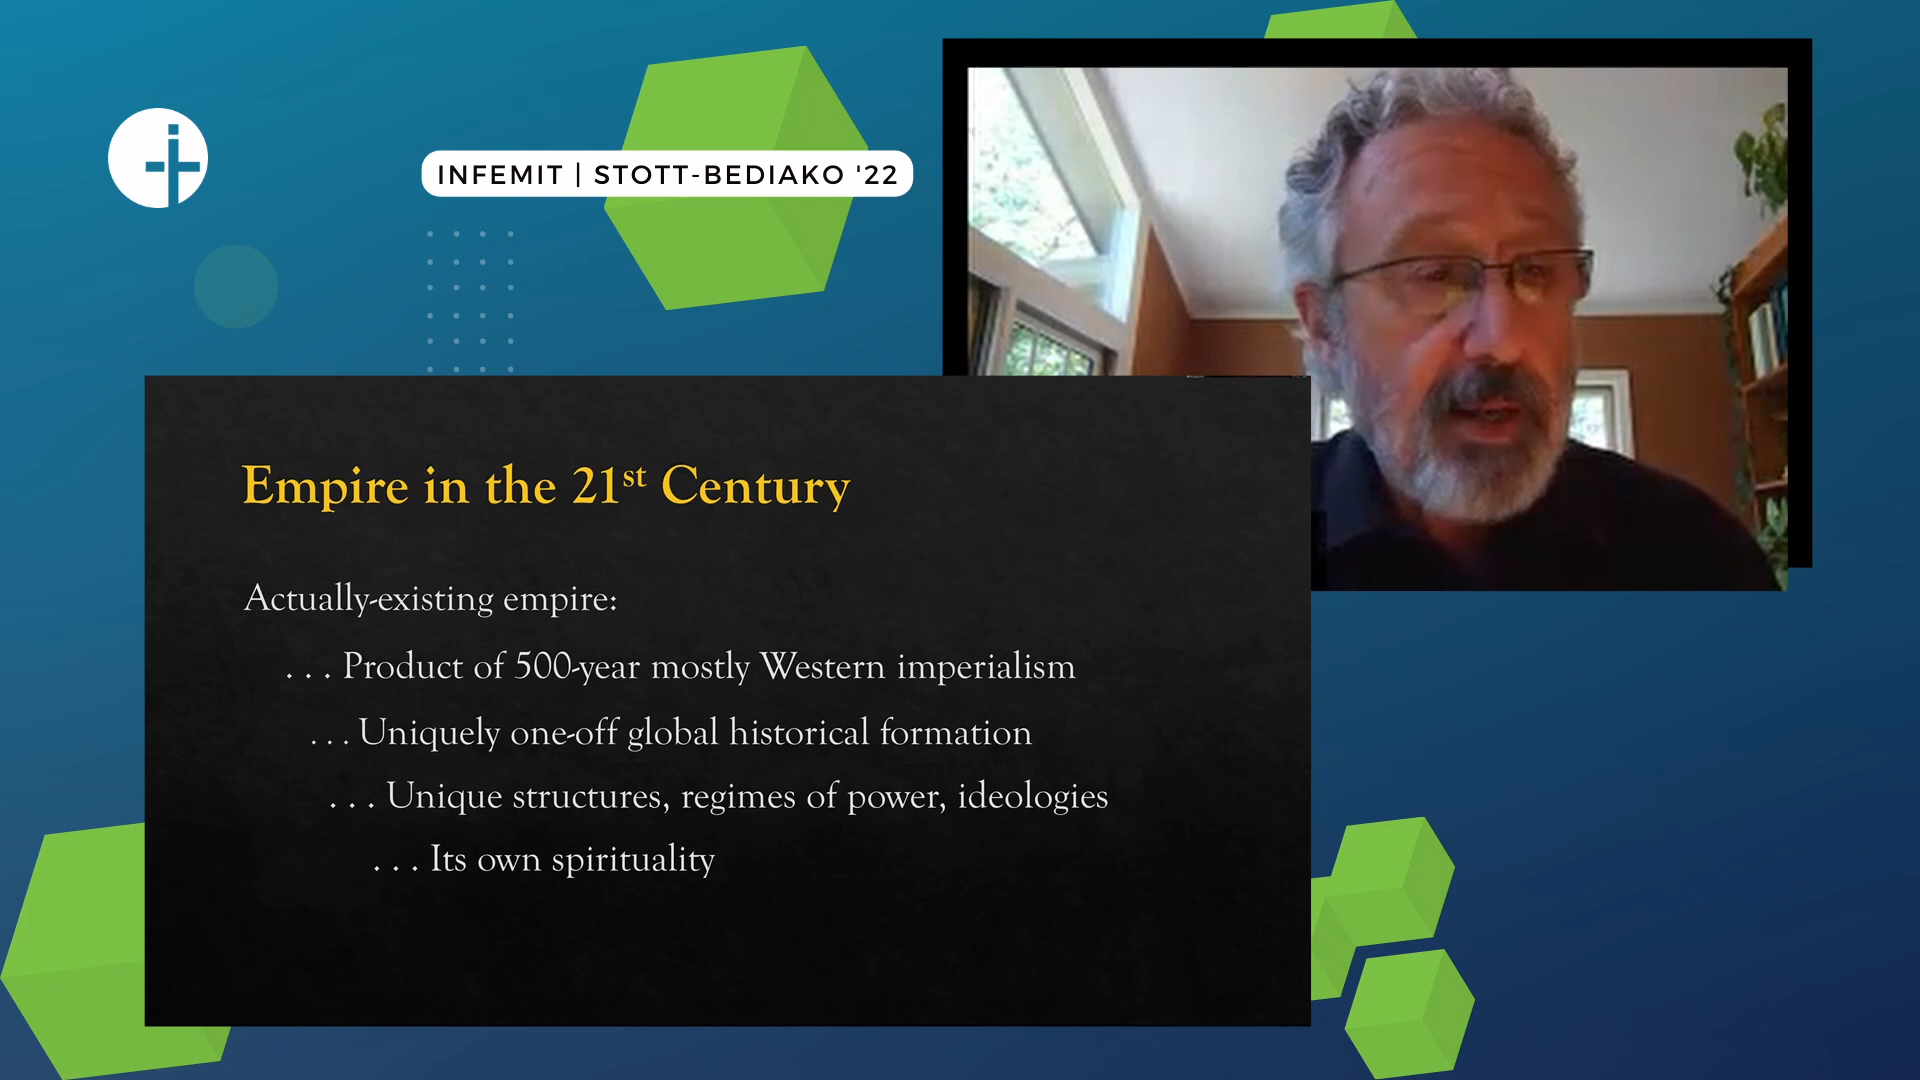 INFEMIT | STOTT-BEDIAKO '22
Empire in the 21st Century
Actually-existing empire:
. . . Product of 500-year mostly Western imperialism
. . . Uniquely one-off global historical formation
. . . Unique structures, regimes of power, ideologies
. . . Its own spirituality